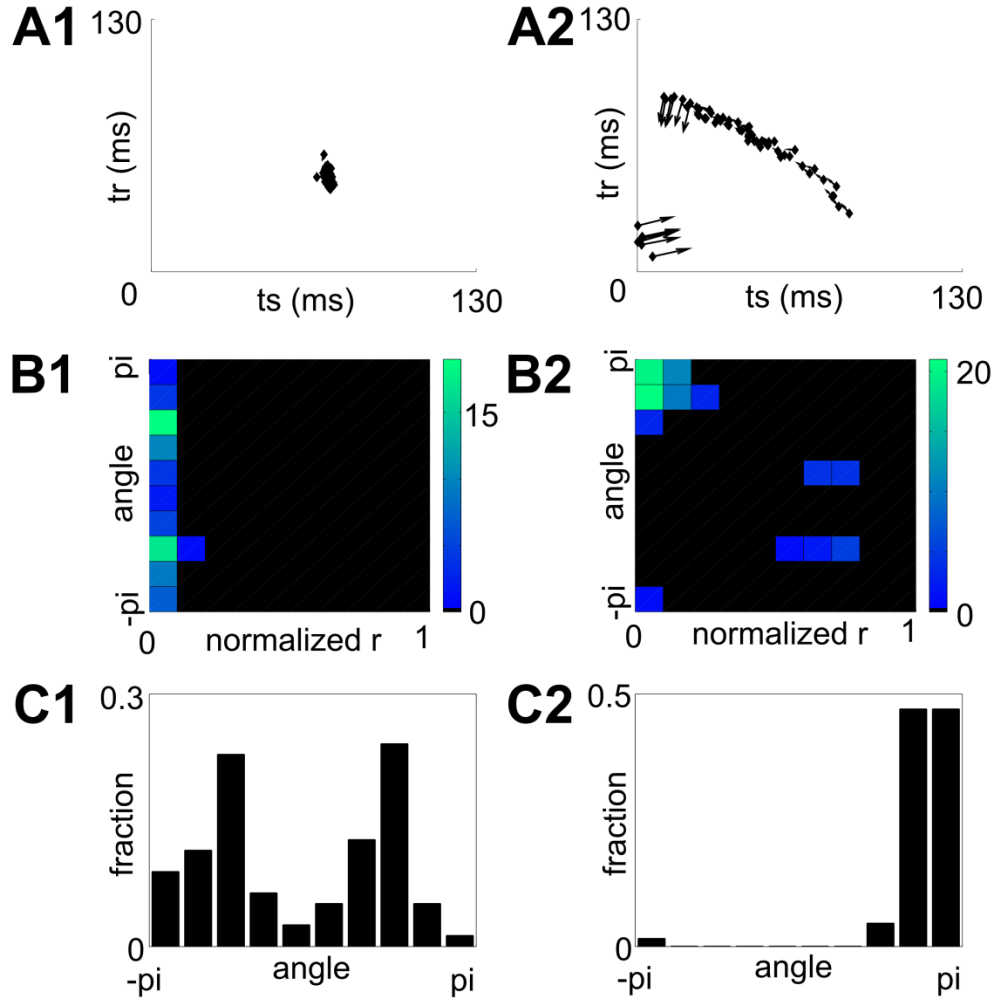 A1
130
tr (ms)
0
ts (ms)
130
A2
130
tr (ms)
0
ts (ms)
130
B1
pi
angle
-pi
0
normalized r
1
15
0
B2
pi
angle
-pi
0
normalized r
1
20
0
C1
0.3
fraction
0
-pi
angle
pi
C2
0.5
fraction
0
-pi
angle
pi